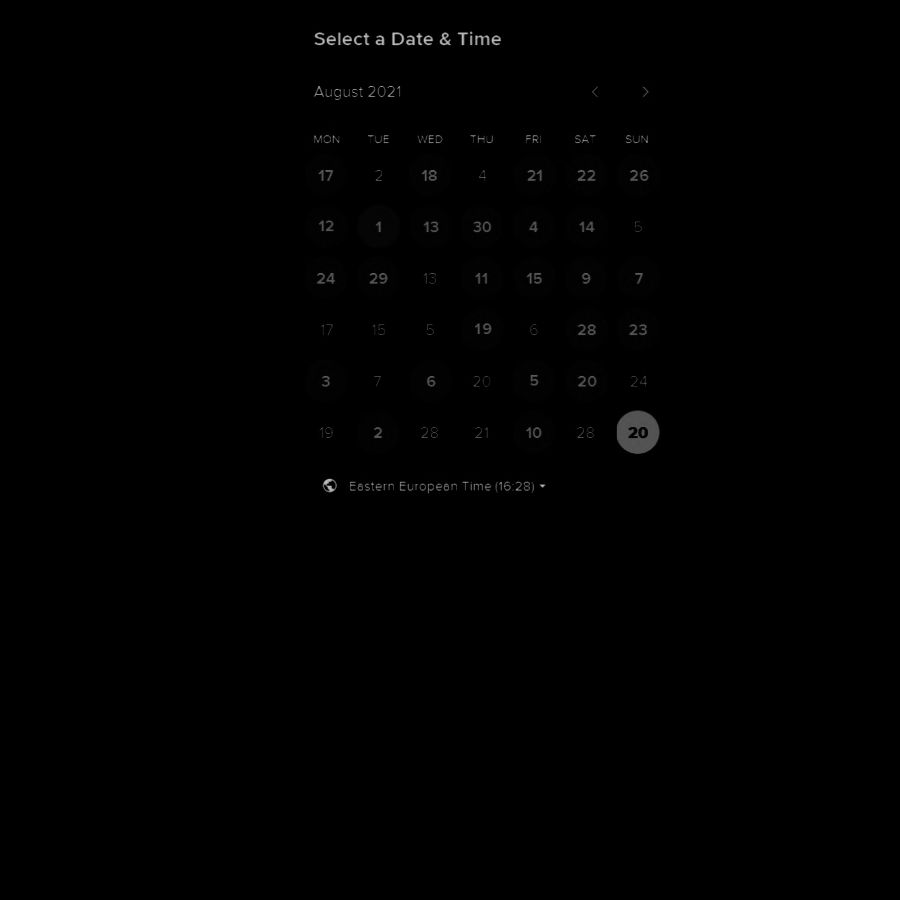 Select a Date & Time
August 2021
MON TUE WED THU FRI SAT SUN
17 2 18 4 21 22 26
12 1 13 30 4 14 5
24 29 13 11 15 9 7
17 15 5 19 6 28 23
3 7 6 20 5 20 24
19 2 28 21 10 28 20
Eastern European Time (16:28)